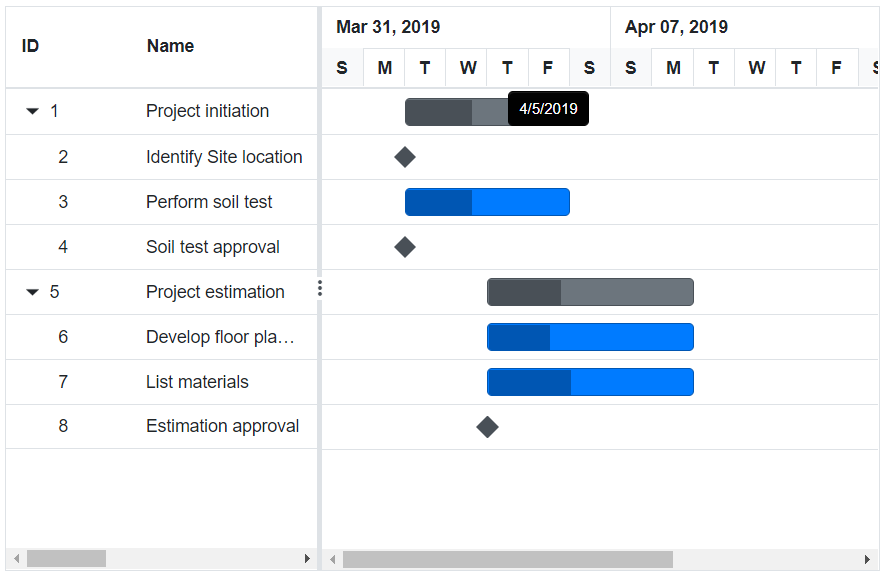 ID Name Mar 31, 2019 Apr 07, 2019
S M T W T F S S M T W T F S
1 Project initiation 4/5/2019
2 Identify Site location
3 Perform soil test
4 Soil test approval
5 Project estimation
6 Develop floor pla...
7 List materials
8 Estimation approval